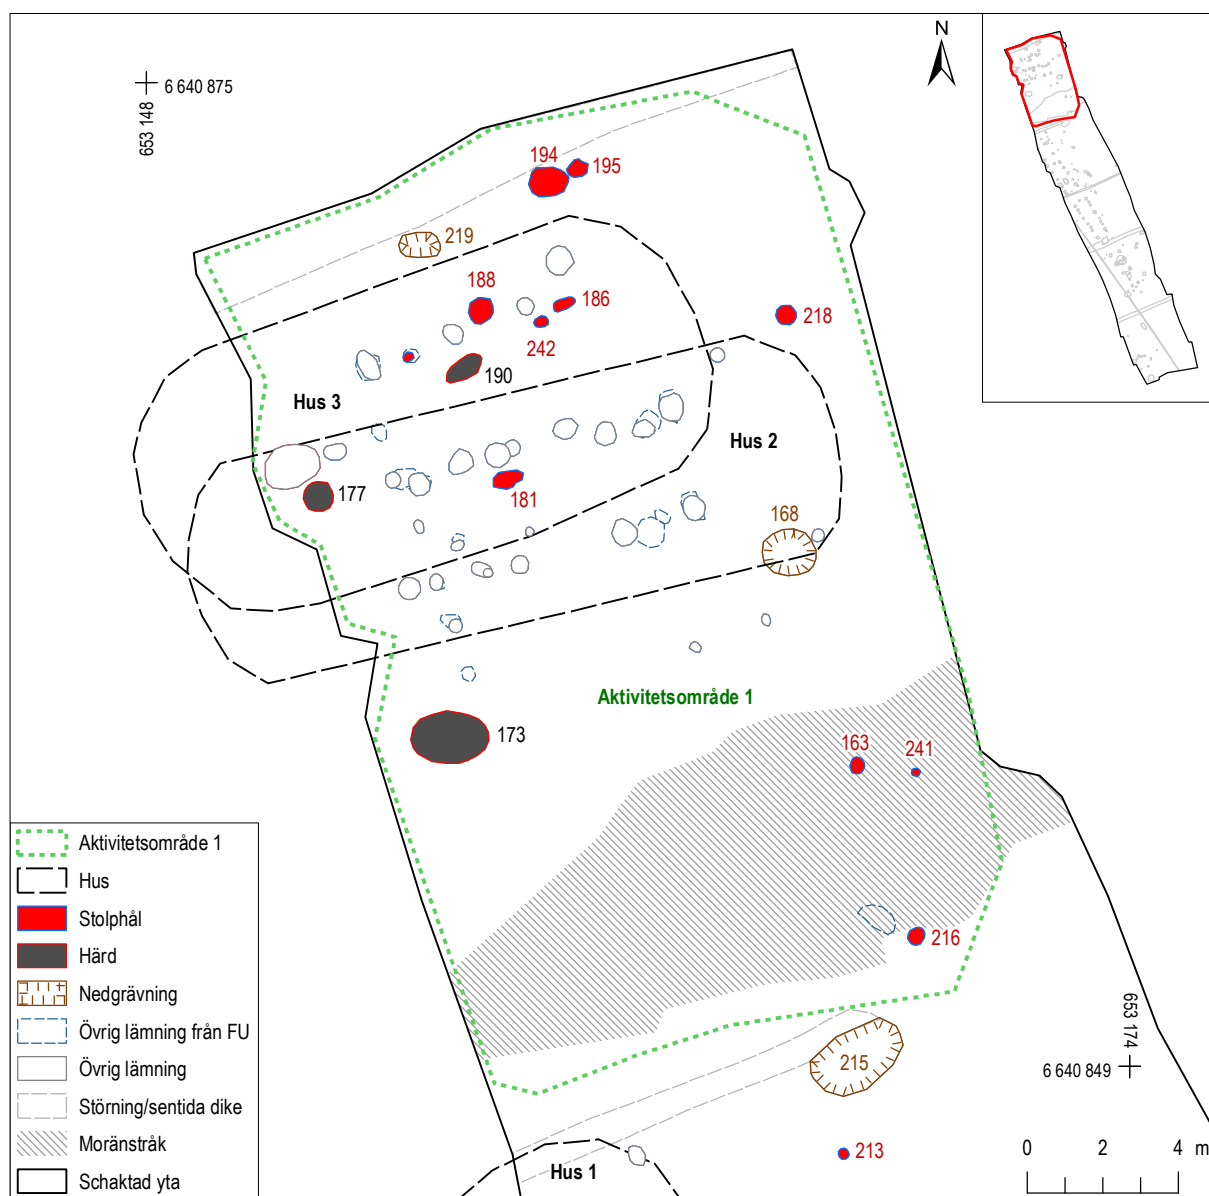 N
6 640 875
653 148
194
195
219
188
186
218
242
190
Hus 3
Hus 2
177
181
168
Aktivitetsområde 1
173
163
241
216
653 174
6 640 849
215
213
Hus 1
Aktivitetsområde 1
Hus
Stolphål
Härd
Nedgrävning
Övrig lämning från FU
Övrig lämning
Störning/sentida dike
Moränstråk
Schaktad yta
0 2 4 m